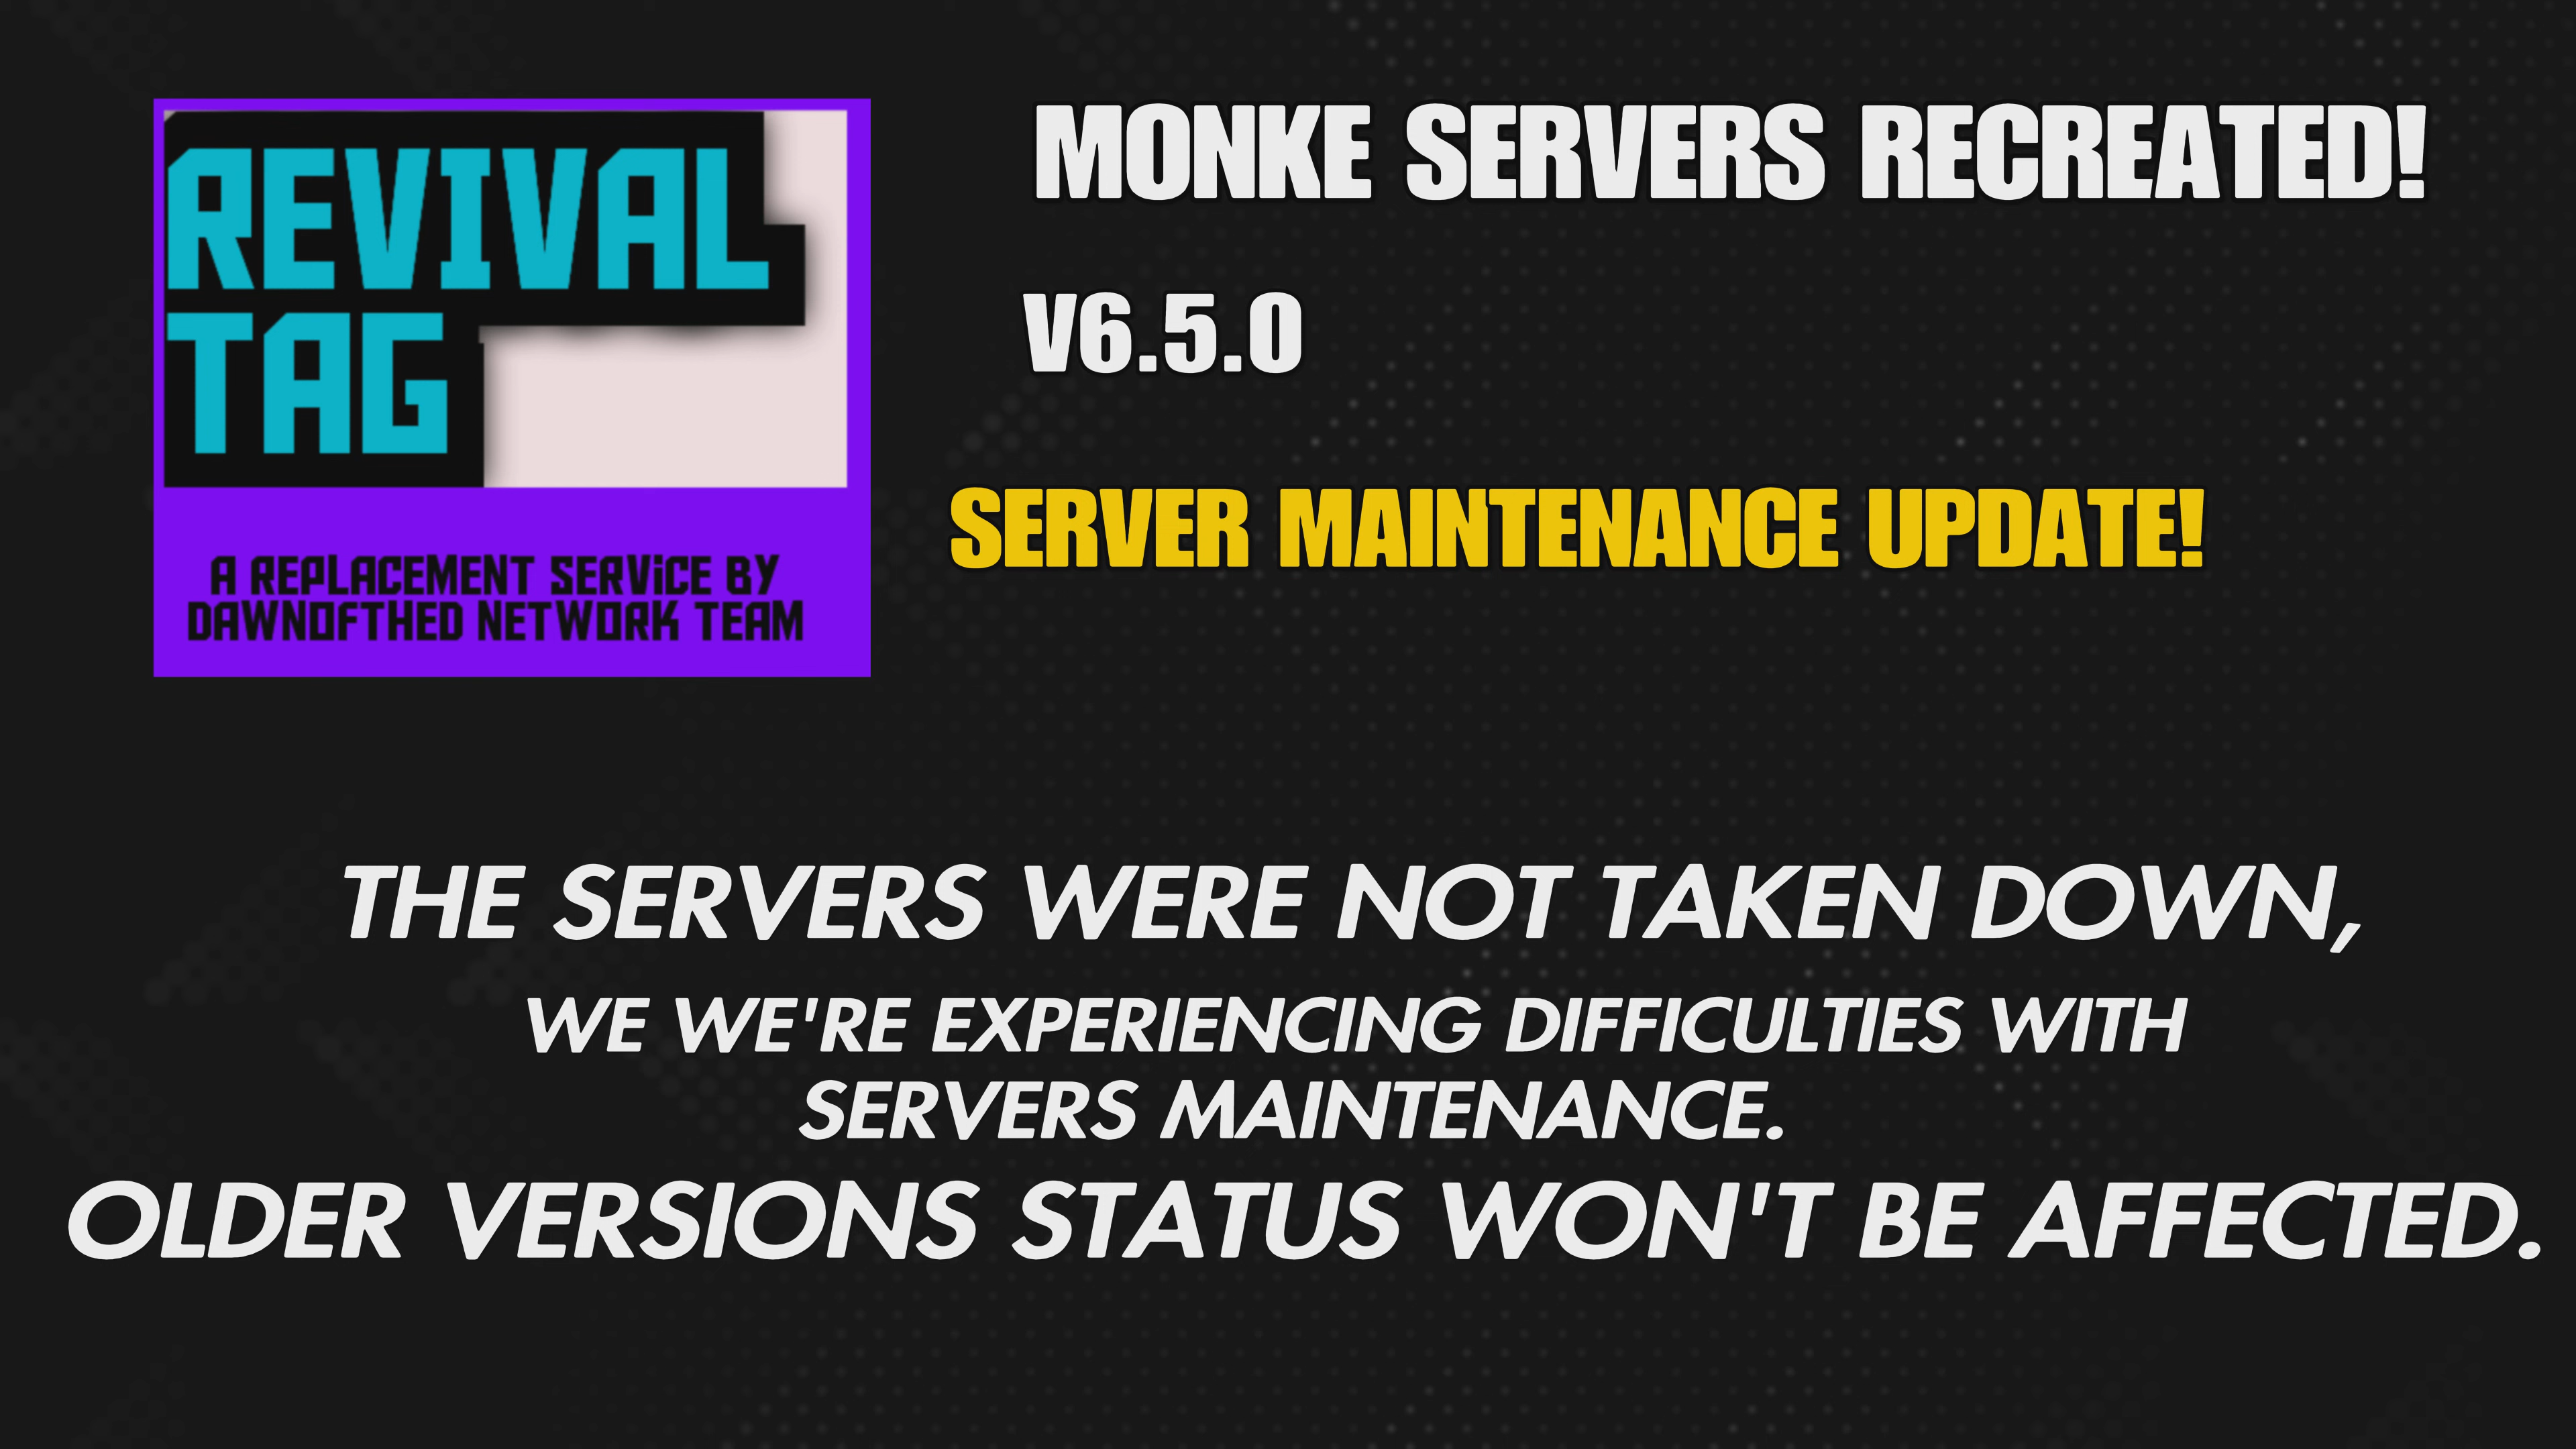 REVIVAL
TAG
A REPLACEMENT SERVICE BY
DAWNOFTHED NETWORK TEAM
MONKE SERVERS RECREATED!
V6.5.0
SERVER MAINTENANCE UPDATE!
THE SERVERS WERE NOT TAKEN DOWN,
WE WE'RE EXPERIENCING DIFFICULTIES WITH
SERVERS MAINTENANCE.
OLDER VERSIONS STATUS WON'T BE AFFECTED.